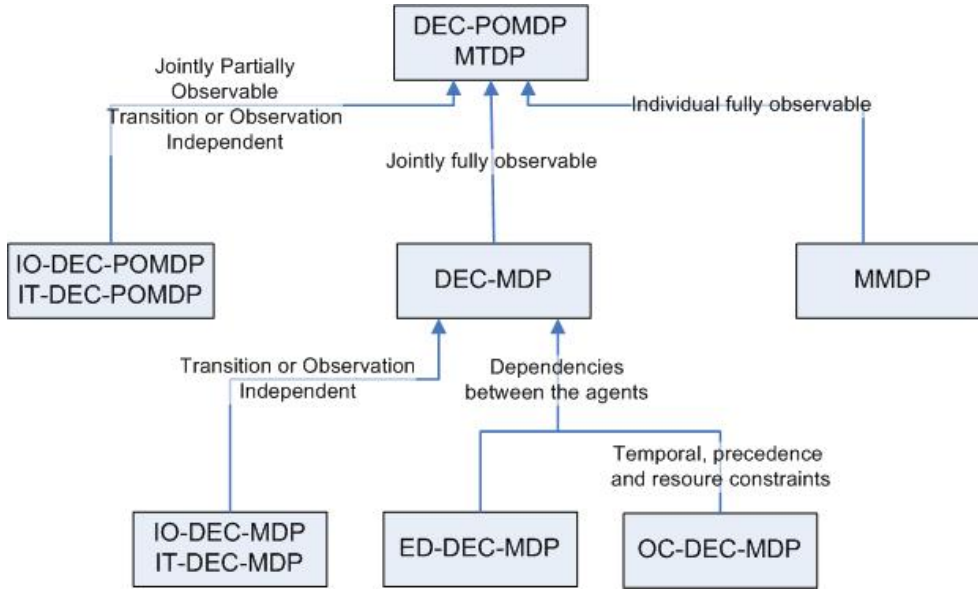 DEC-POMDP
MTDP
Jointly Partially
Observable
Transition or Observation
Independent
Individual fully observable
Jointly fully observable
IO-DEC-POMDP
IT-DEC-POMDP
DEC-MDP
MMDP
Transition or Observation
Independent
Dependencies
between the agents
Temporal, precedence
and resoure constraints
IO-DEC-MDP
IT-DEC-MDP
ED-DEC-MDP
OC-DEC-MDP